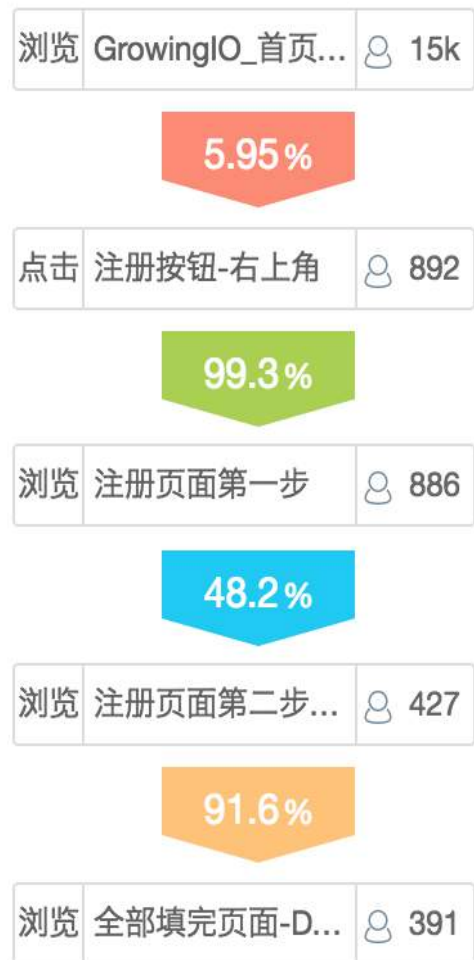 浏览 GrowingIO_首页... 15k
5.95%
点击 注册按钮-右上角 892
99.3%
浏览 注册页面第一步 886
48.2%
浏览 注册页面第二步... 427
91.6%
浏览 全部填完页面-D... 391